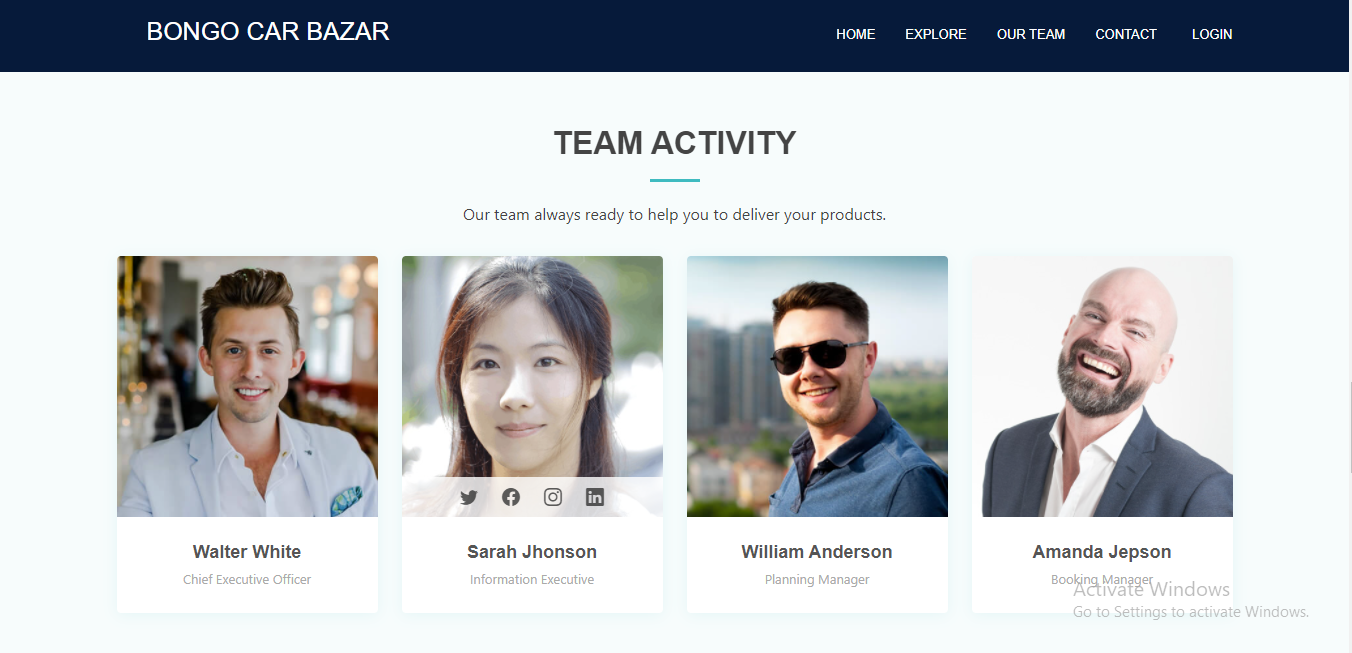 BONGO CAR BAZAR
HOME EXPLORE OUR TEAM CONTACT LOGIN
TEAM ACTIVITY
Our team always ready to help you to deliver your products.
Walter White
Chief Executive Officer
Sarah Jhonson
Information Executive
William Anderson
Planning Manager
Amanda Jepson
Booking Manager
Activate Windows
Go to Settings to activate Windows.